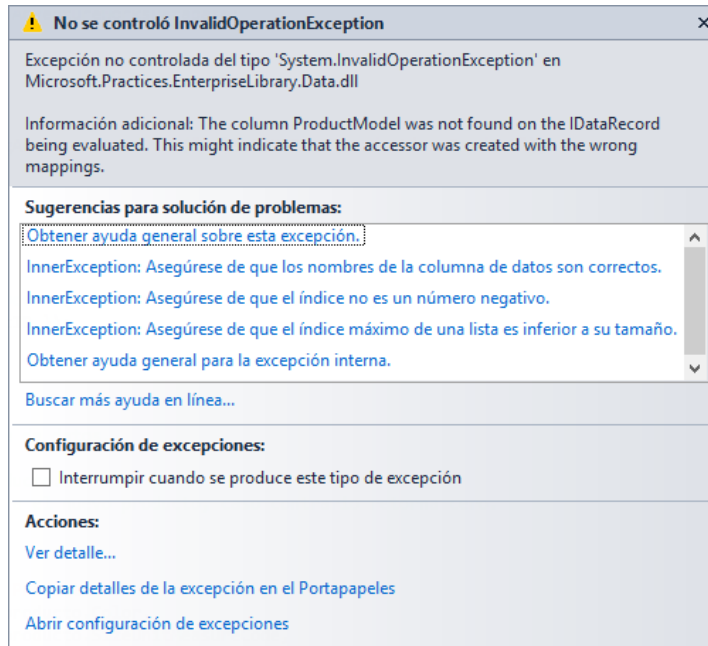 No se controló InvalidOperationException
Excepción no controlada del tipo 'System.InvalidOperationException' en
Microsoft.Practices.EnterpriseLibrary.Data.dll
Información adicional: The column ProductModel was not found on the IDataRecord
being evaluated. This might indicate that the accessor was created with the wrong
mappings.
Sugerencias para solución de problemas:
Obtener ayuda general sobre esta excepción.
InnerException: Asegúrese de que los nombres de la columna de datos son correctos.
InnerException: Asegúrese de que el índice no es un número negativo.
InnerException: Asegúrese de que el índice máximo de una lista es inferior a su tamaño.
Obtener ayuda general para la excepción interna.
Buscar más ayuda en línea...
Configuración de excepciones:
Interrumpir cuando se produce este tipo de excepción
Acciones:
Ver detalle...
Copiar detalles de la excepción en el Portapapeles
Abrir configuración de excepciones